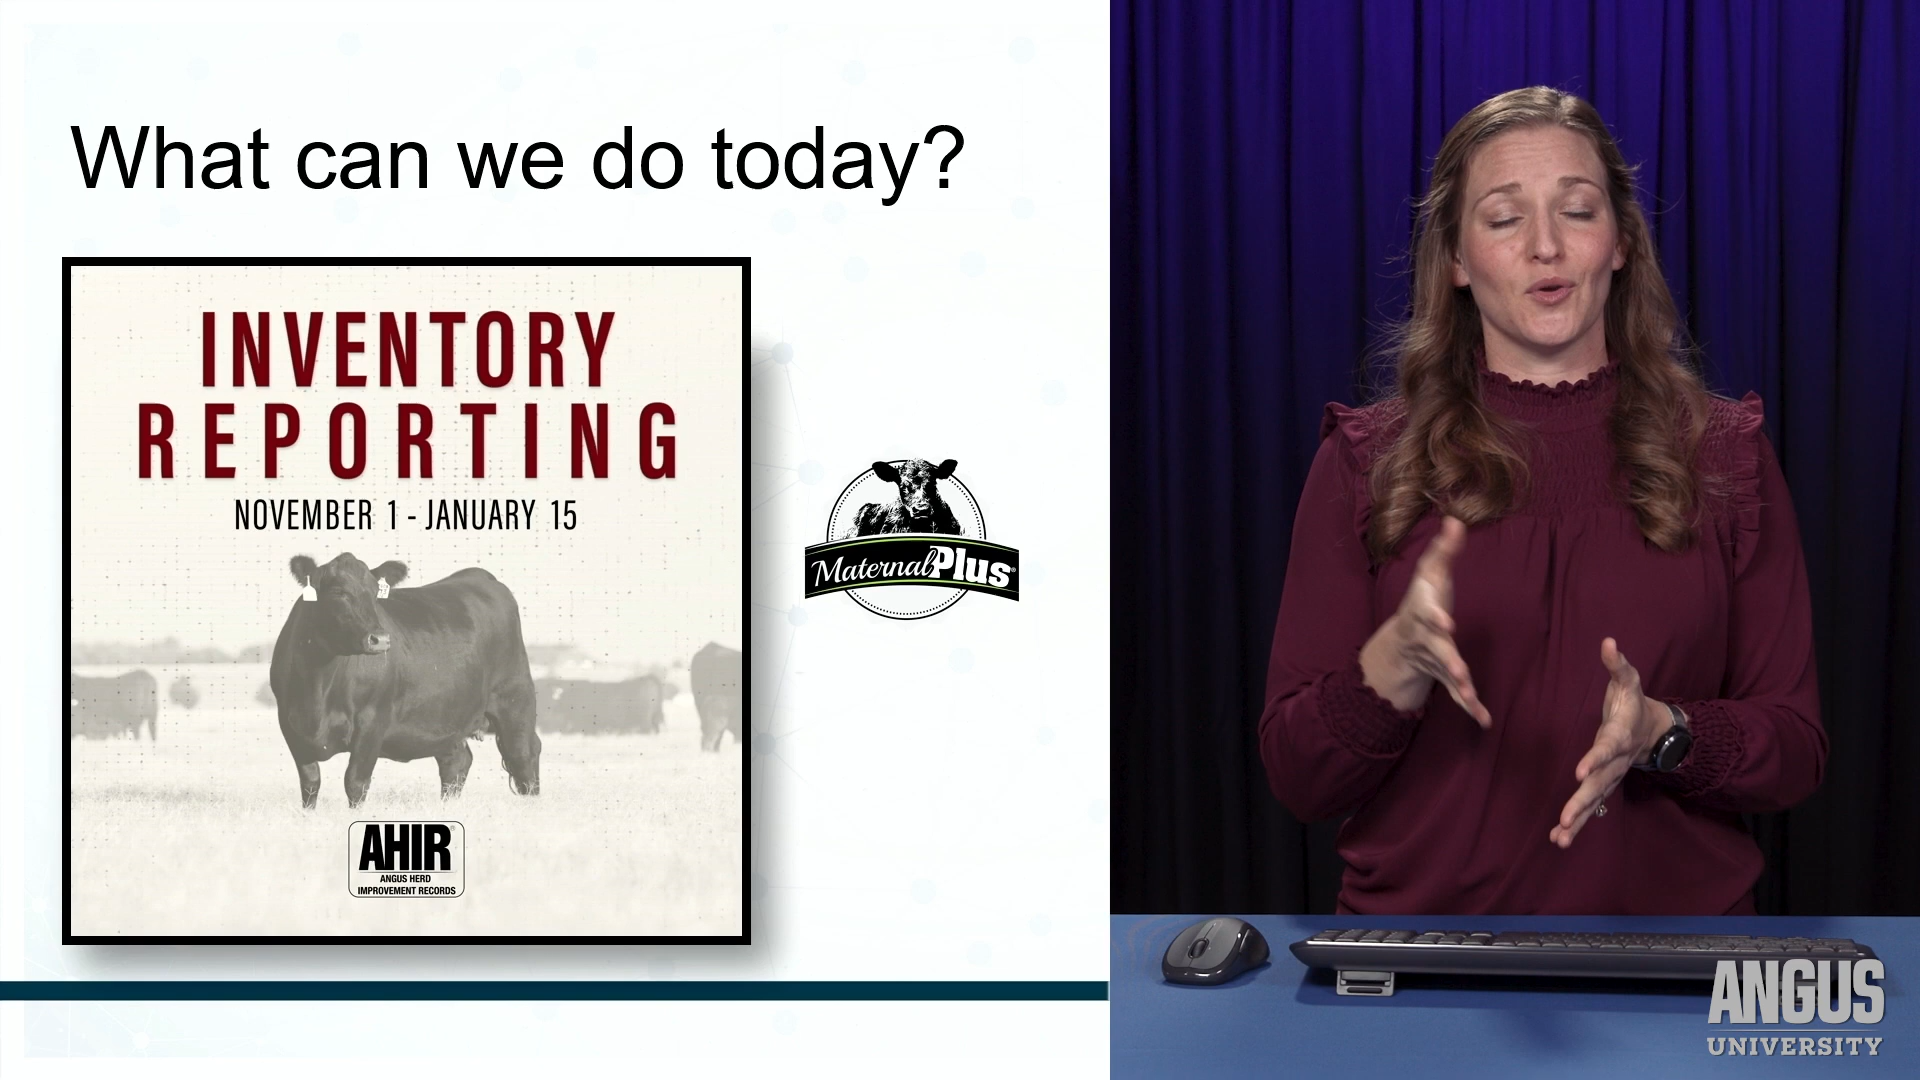 What can we do today?
INVENTORY
REPORTING
NOVEMBER 1 - JANUARY 15
MaternalPlus®
AHIR®
ANGUS HERD
IMPROVEMENT RECORDS
ANGUS
UNIVERSITY